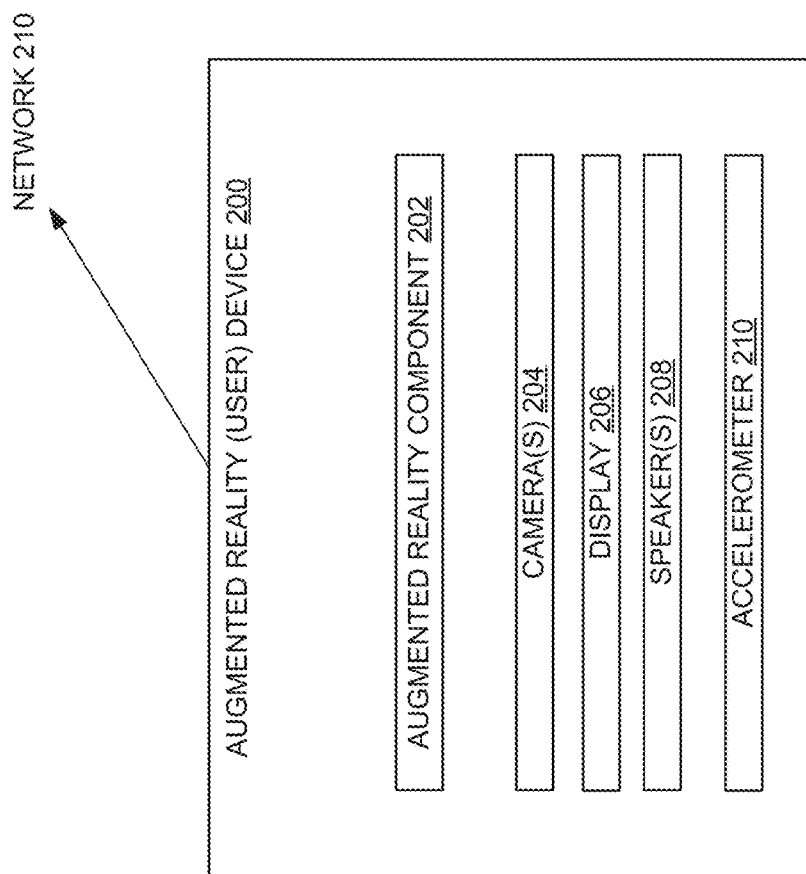 NETWORK 210
AUGMENTED REALITY (USER) DEVICE 200
AUGMENTED REALITY COMPONENT 202
CAMERA(S) 204
DISPLAY 206
SPEAKER(S) 208
ACCELEROMETER 210